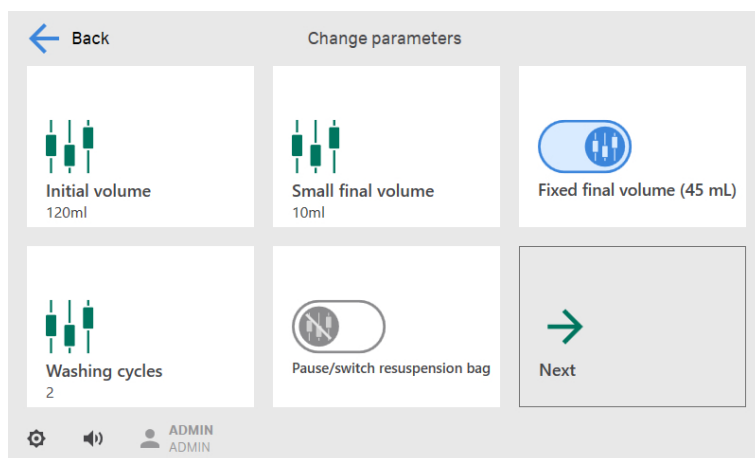 Back
Change parameters
Initial volume
120ml
Small final volume
10ml
Fixed final volume (45 mL)
Washing cycles
2
Pause/switch resuspension bag
Next
ADMIN
ADMIN